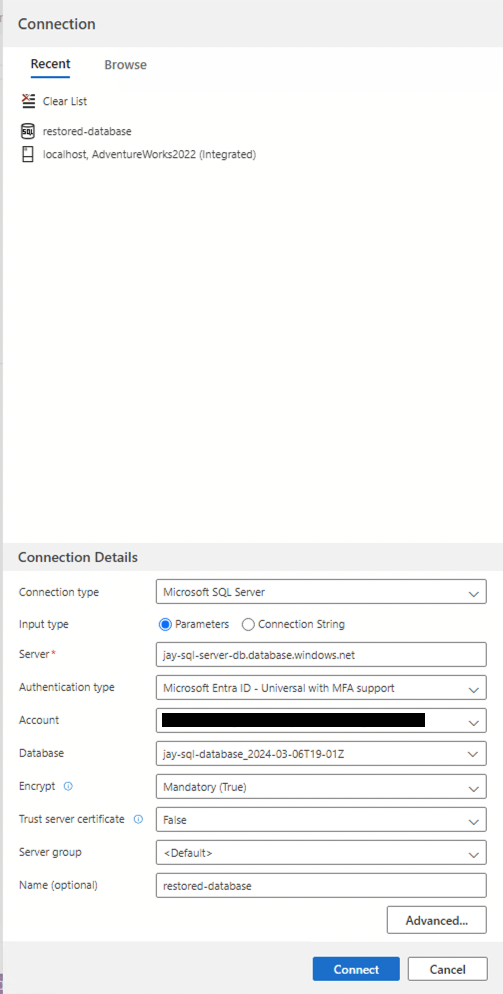 Connection
Recent Browse
Clear List
SQL restored-database
localhost, AdventureWorks2022 (Integrated)
Connection Details
Connection type Microsoft SQL Server
Input type Parameters Connection String
Server* jay-sql-server-db.database.windows.net
Authentication type Microsoft Entra ID - Universal with MFA support
Account
Database jay-sql-database_2024-03-06T19-01Z
Encrypt Mandatory (True)
Trust server certificate False
Server group <Default>
Name (optional) restored-database
Advanced...
Connect Cancel